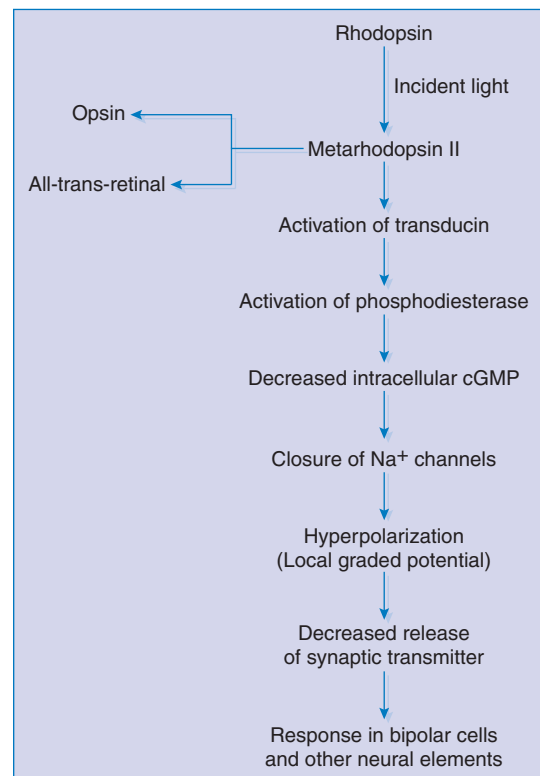 Rhodopsin
Incident light
Opsin
Metarhodopsin II
All-trans-retinal
Activation of transducin
Activation of phosphodiesterase
Decreased intracellular cGMP
Closure of Na+ channels
Hyperpolarization
(Local graded potential)
Decreased release
of synaptic transmitter
Response in bipolar cells
and other neural elements